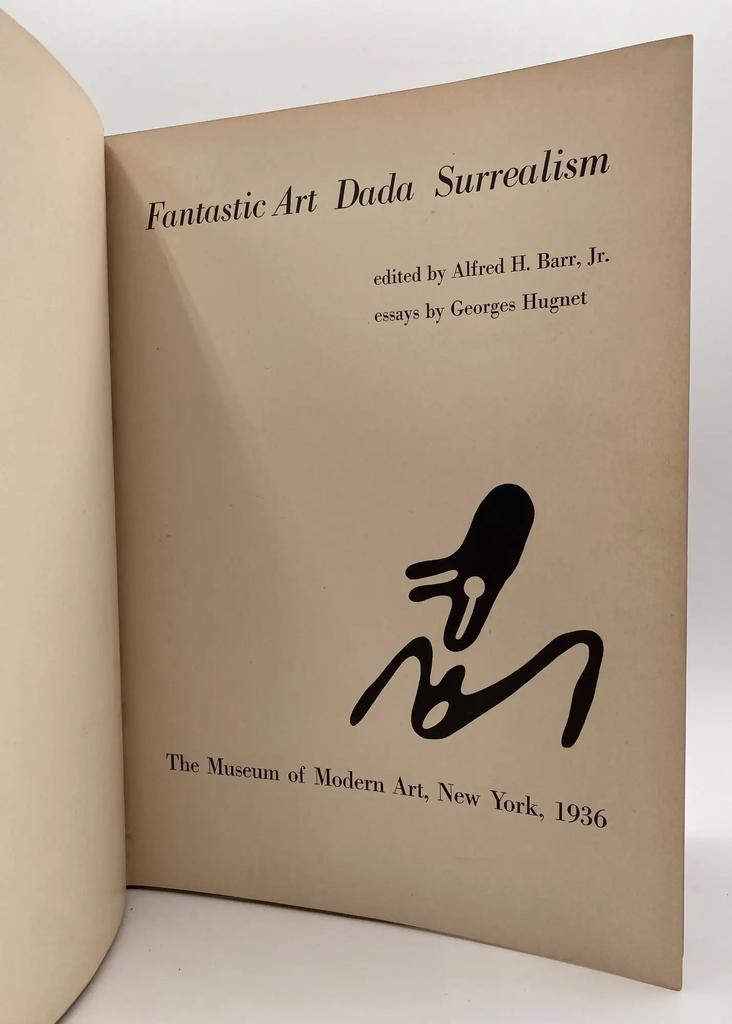 Fantastic Art Dada Surrealism
edited by Alfred H. Barr, Jr.
essays by Georges Hugnet
The Museum of Modern Art, New York, 1936